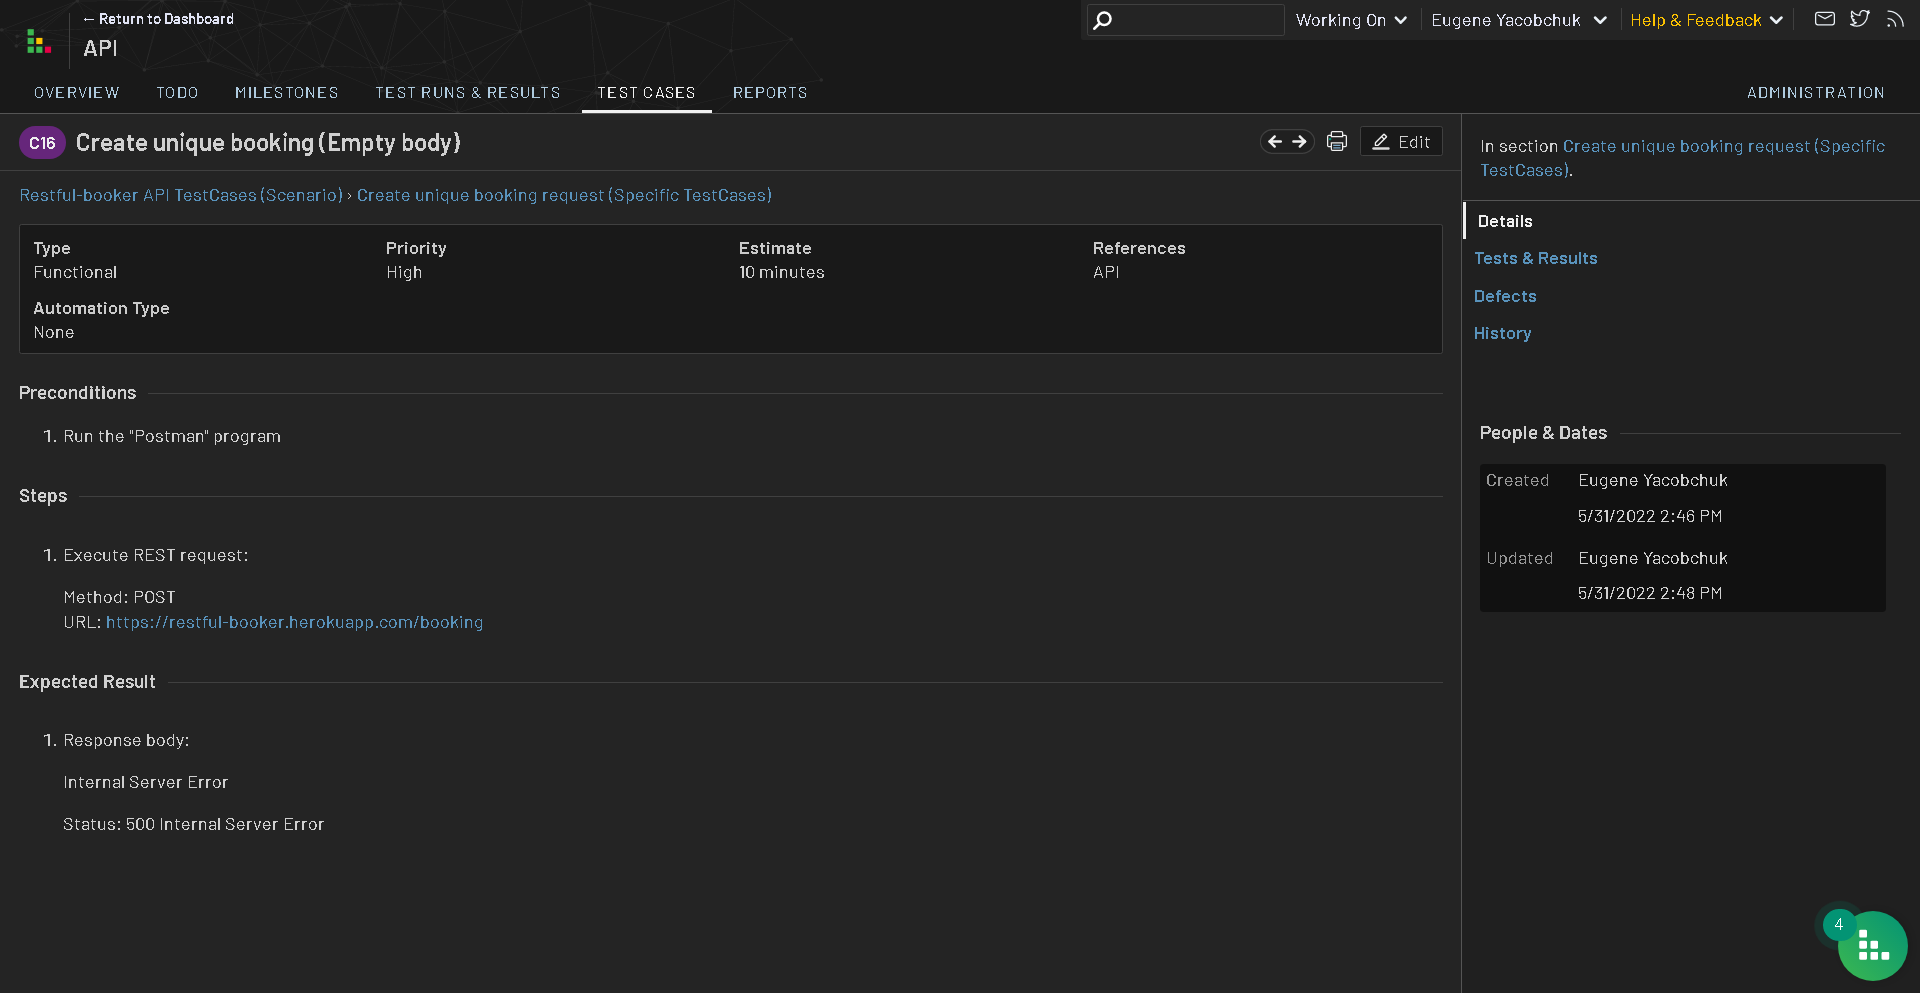 ← Return to Dashboard
API
Working On
Eugene Yacobchuk
Help & Feedback
OVERVIEW
TODO
MILESTONES
TEST RUNS & RESULTS
TEST CASES
REPORTS
ADMINISTRATION
C16 Create unique booking (Empty body)
Edit
Restful-booker API TestCases (Scenario) › Create unique booking request (Specific TestCases)
Type
Functional
Priority
High
Estimate
10 minutes
References
API
Automation Type
None
Preconditions
1. Run the "Postman" program
Steps
1. Execute REST request:
Method: POST
URL: https://restful-booker.herokuapp.com/booking
Expected Result
1. Response body:
Internal Server Error
Status: 500 Internal Server Error
In section Create unique booking request (Specific
TestCases).
Details
Tests & Results
Defects
History
People & Dates
Created Eugene Yacobchuk
5/31/2022 2:46 PM
Updated Eugene Yacobchuk
5/31/2022 2:48 PM
4